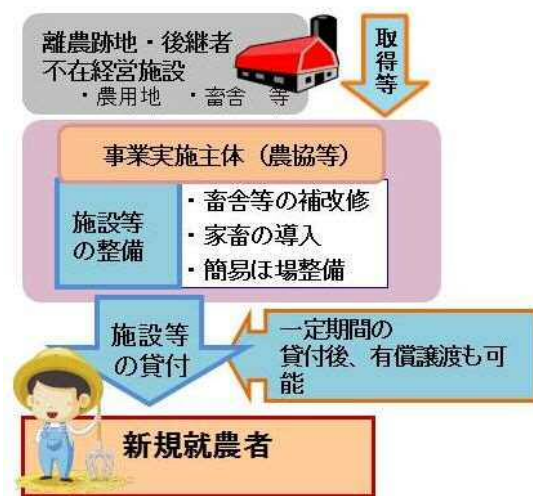 離農跡地・後継者
不在経営施設
・農用地　・畜舎　等
取得等
事業実施主体（農協等）
施設等
の整備
・畜舎等の補改修
・家畜の導入
・簡易ほ場整備
施設等
の貸付
一定期間の
貸付後、有償譲渡も可
能
新規就農者